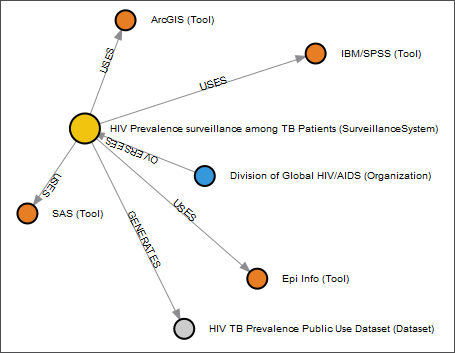 ArcGIS (Tool)
IBM/SPSS (Tool)
USES
USES
HIV Prevalence surveillance among TB Patients (SurveillanceSystem)
OVERSEES
Division of Global HIV/AIDS (Organization)
USES
USES
SAS (Tool)
GENERATES
Epi Info (Tool)
HIV TB Prevalence Public Use Dataset (Dataset)